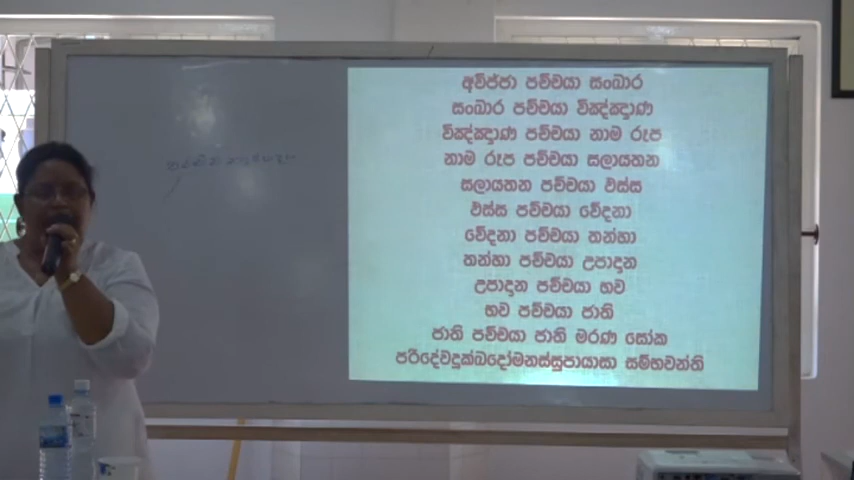 අවිජ්ජා පච්චයා සංඛාර
සංඛාර පච්චයා විඤ්ඤාණ
විඤ්ඤාණ පච්චයා නාම රූප
නාම රූප පච්චයා සලායතන
සලායතන පච්චයා ඵස්ස
ඵස්ස පච්චයා වේදනා
වේදනා පච්චයා තන්හා
තන්හා පච්චයා උපාදාන
උපාදාන පච්චයා භව
භව පච්චයා ජාති
ජාති පච්චයා ජාති මරණ සෝක
පරිදේවදුක්ඛදෝමනස්සුපායාසා සම්භවන්ති